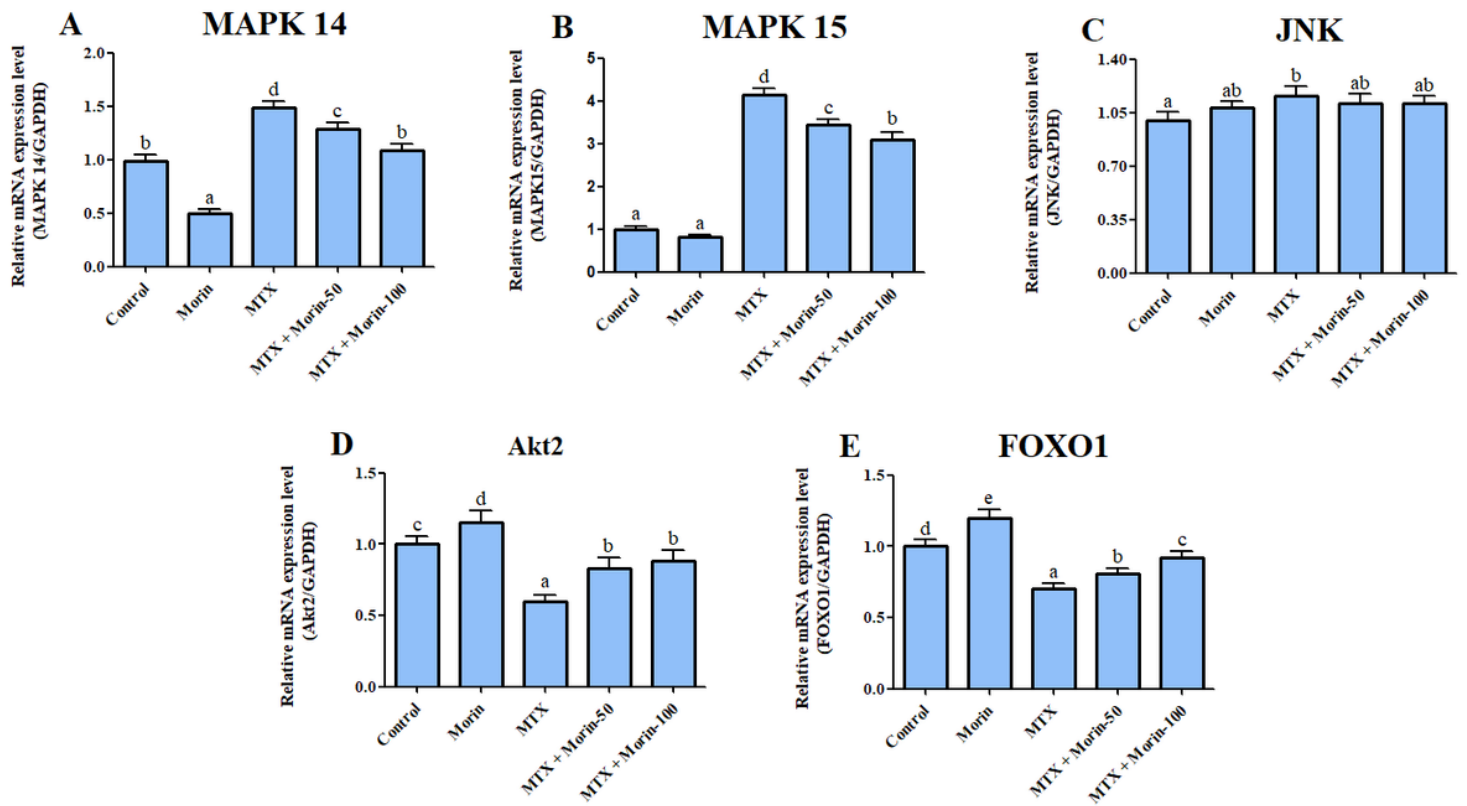 A
MAPK 14
Relative mRNA expression level
(MAPK 14/GAPDH)
2.0
1.5
1.0
0.5
0.0
b
a
d
c
b
Control
Morin
MTX
MTX + Morin-50
MTX + Morin-100
B
MAPK 15
Relative mRNA expression level
(MAPK15/GAPDH)
5
4
3
2
1
0
a
a
d
c
b
Control
Morin
MTX
MTX + Morin-50
MTX + Morin-100
C
JNK
Relative mRNA expression level
(JNK/GAPDH)
1.40
1.05
0.70
0.35
0.00
a
ab
b
ab
ab
Control
Morin
MTX
MTX + Morin-50
MTX + Morin-100
D
Akt2
Relative mRNA expression level
(Akt2/GAPDH)
1.5
1.0
0.5
0.0
c
d
a
b
b
Control
Morin
MTX
MTX + Morin-50
MTX + Morin-100
E
FOXO1
Relative mRNA expression level
(FOXO1/GAPDH)
1.5
1.0
0.5
0.0
d
e
a
b
c
Control
Morin
MTX
MTX + Morin-50
MTX + Morin-100